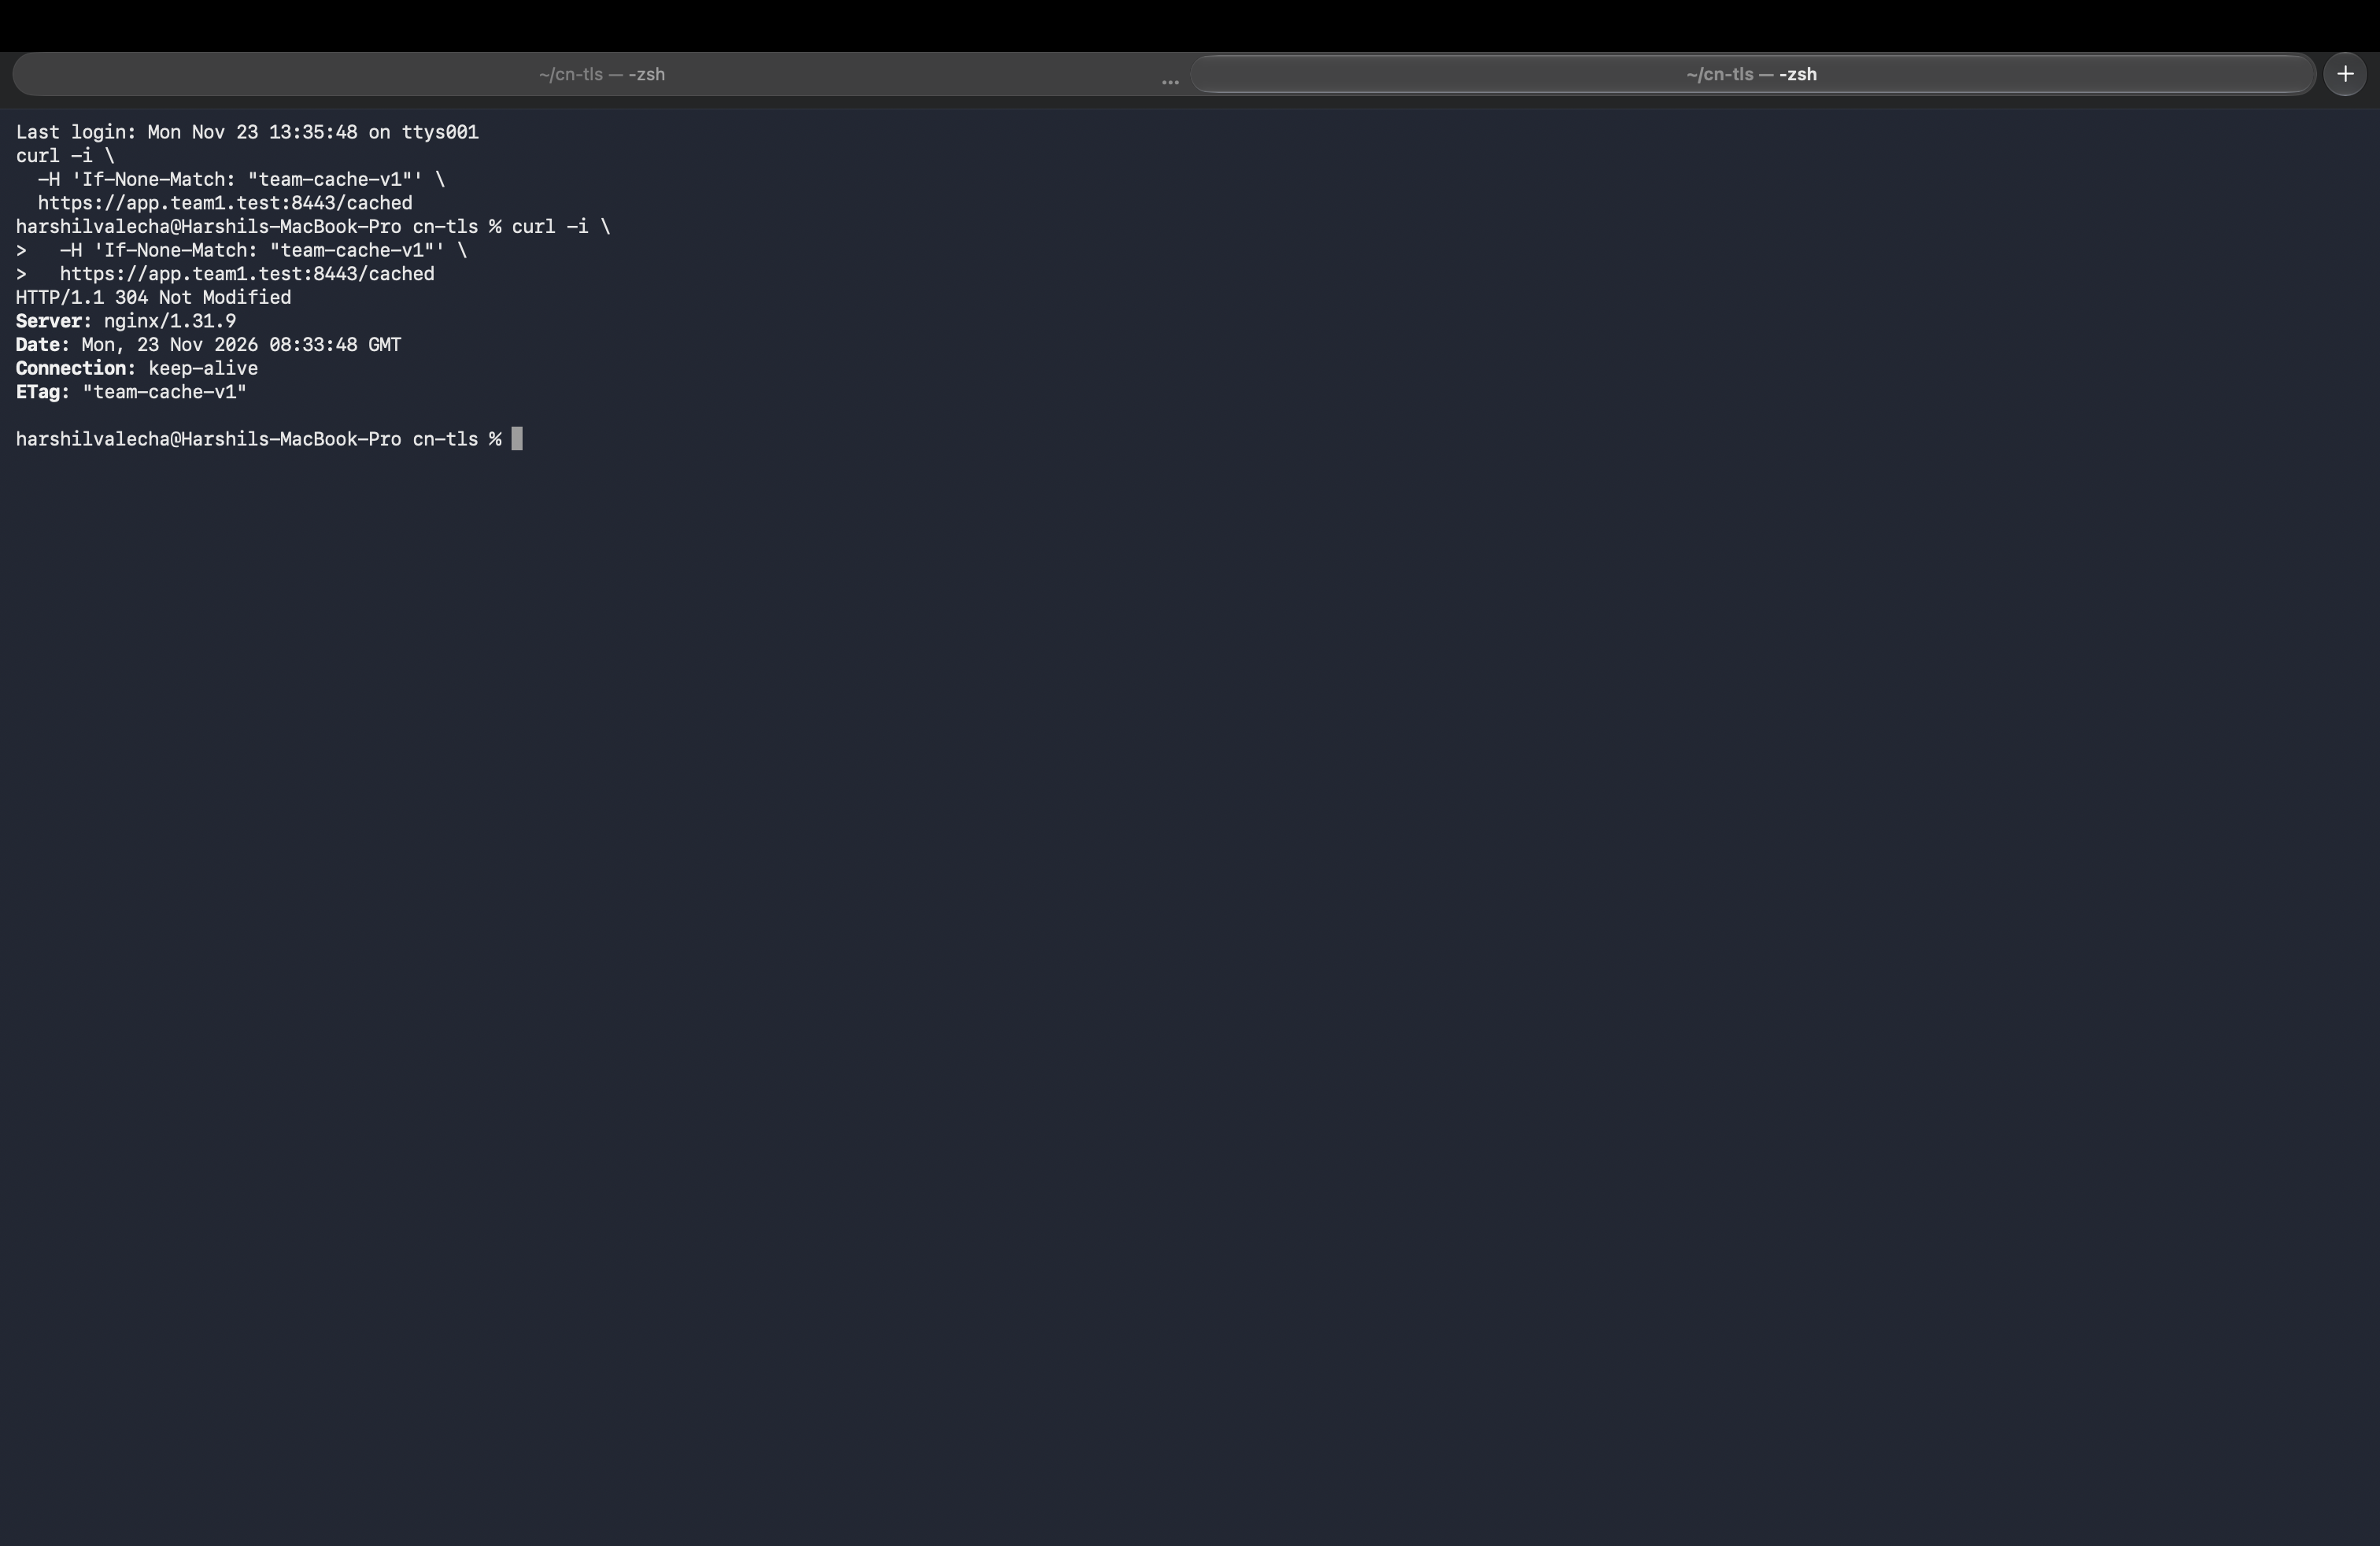 ~/cn-tls — -zsh
...
~/cn-tls — -zsh
+
Last login: Mon Nov 23 13:35:48 on ttys001
curl -i \
  -H 'If-None-Match: "team-cache-v1"' \
  https://app.team1.test:8443/cached
harshilvalecha@Harshils-MacBook-Pro cn-tls % curl -i \
>   -H 'If-None-Match: "team-cache-v1"' \
>   https://app.team1.test:8443/cached
HTTP/1.1 304 Not Modified
Server: nginx/1.31.9
Date: Mon, 23 Nov 2026 08:33:48 GMT
Connection: keep-alive
ETag: "team-cache-v1"
harshilvalecha@Harshils-MacBook-Pro cn-tls %